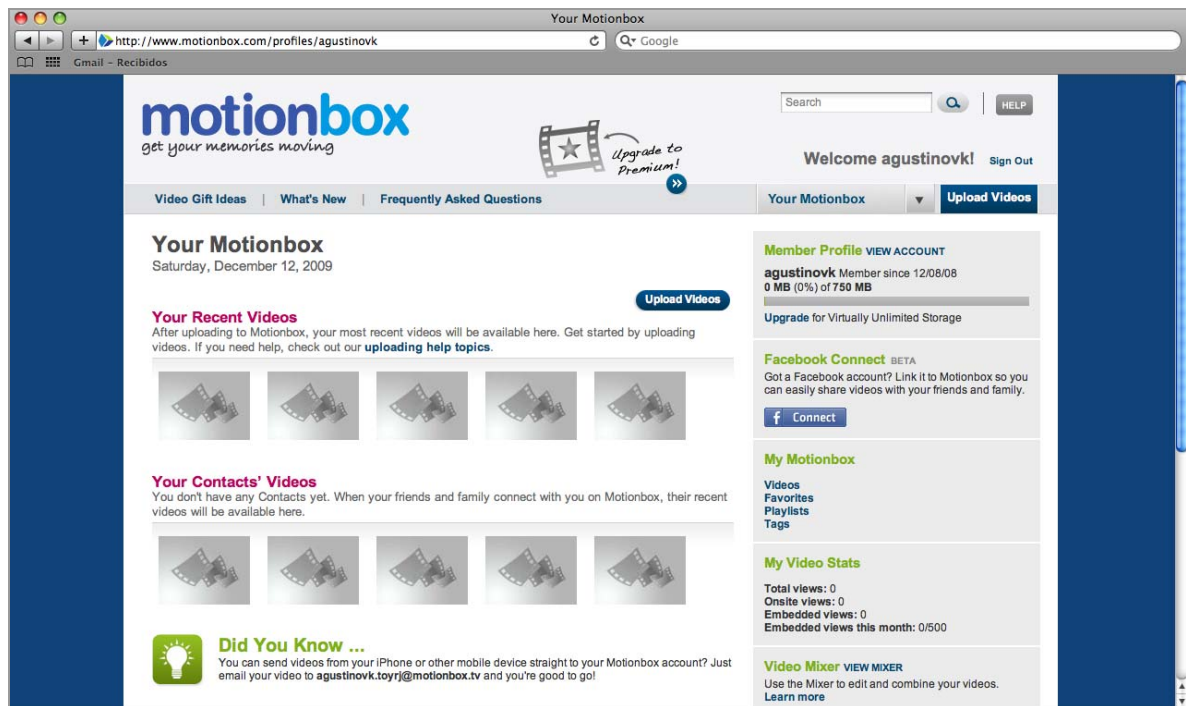 Your Motionbox
http://www.motionbox.com/profiles/agustinovk
Google
Gmail – Recibidos
motionbox
get your memories moving
Upgrade to
Premium!
Search
HELP
Welcome agustinovk! Sign Out
Video Gift Ideas | What's New | Frequently Asked Questions
Your Motionbox
Upload Videos
Your Motionbox
Saturday, December 12, 2009
Upload Videos
Your Recent Videos
After uploading to Motionbox, your most recent videos will be available here. Get started by uploading
videos. If you need help, check out our uploading help topics.
Your Contacts' Videos
You don't have any Contacts yet. When your friends and family connect with you on Motionbox, their recent
videos will be available here.
Did You Know ...
You can send videos from your iPhone or other mobile device straight to your Motionbox account? Just
email your video to agustinovk.toyrj@motionbox.tv and you're good to go!
Member Profile VIEW ACCOUNT
agustinovk Member since 12/08/08
0 MB (0%) of 750 MB
Upgrade for Virtually Unlimited Storage
Facebook Connect BETA
Got a Facebook account? Link it to Motionbox so you
can easily share videos with your friends and family.
f Connect
My Motionbox
Videos
Favorites
Playlists
Tags
My Video Stats
Total views: 0
Onsite views: 0
Embedded views: 0
Embedded views this month: 0/500
Video Mixer VIEW MIXER
Use the Mixer to edit and combine your videos.
Learn more